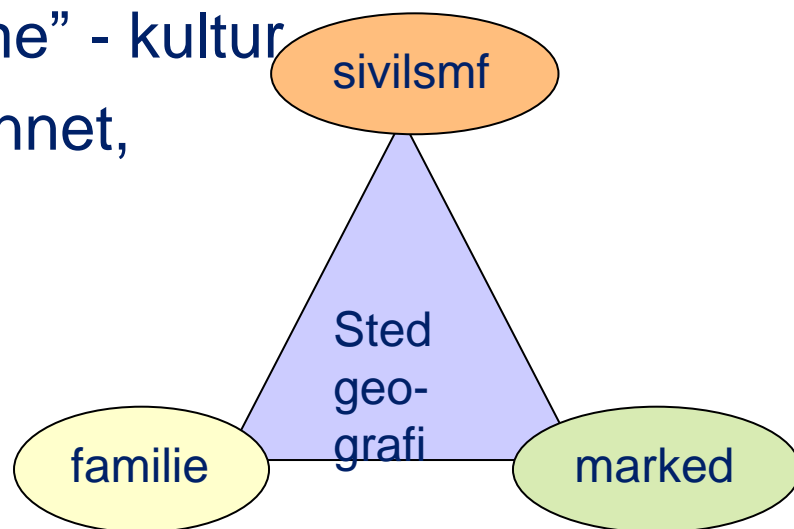 ne” - kultur
sivilsmf
nnet,
Sted
geo-
grafi
familie
marked